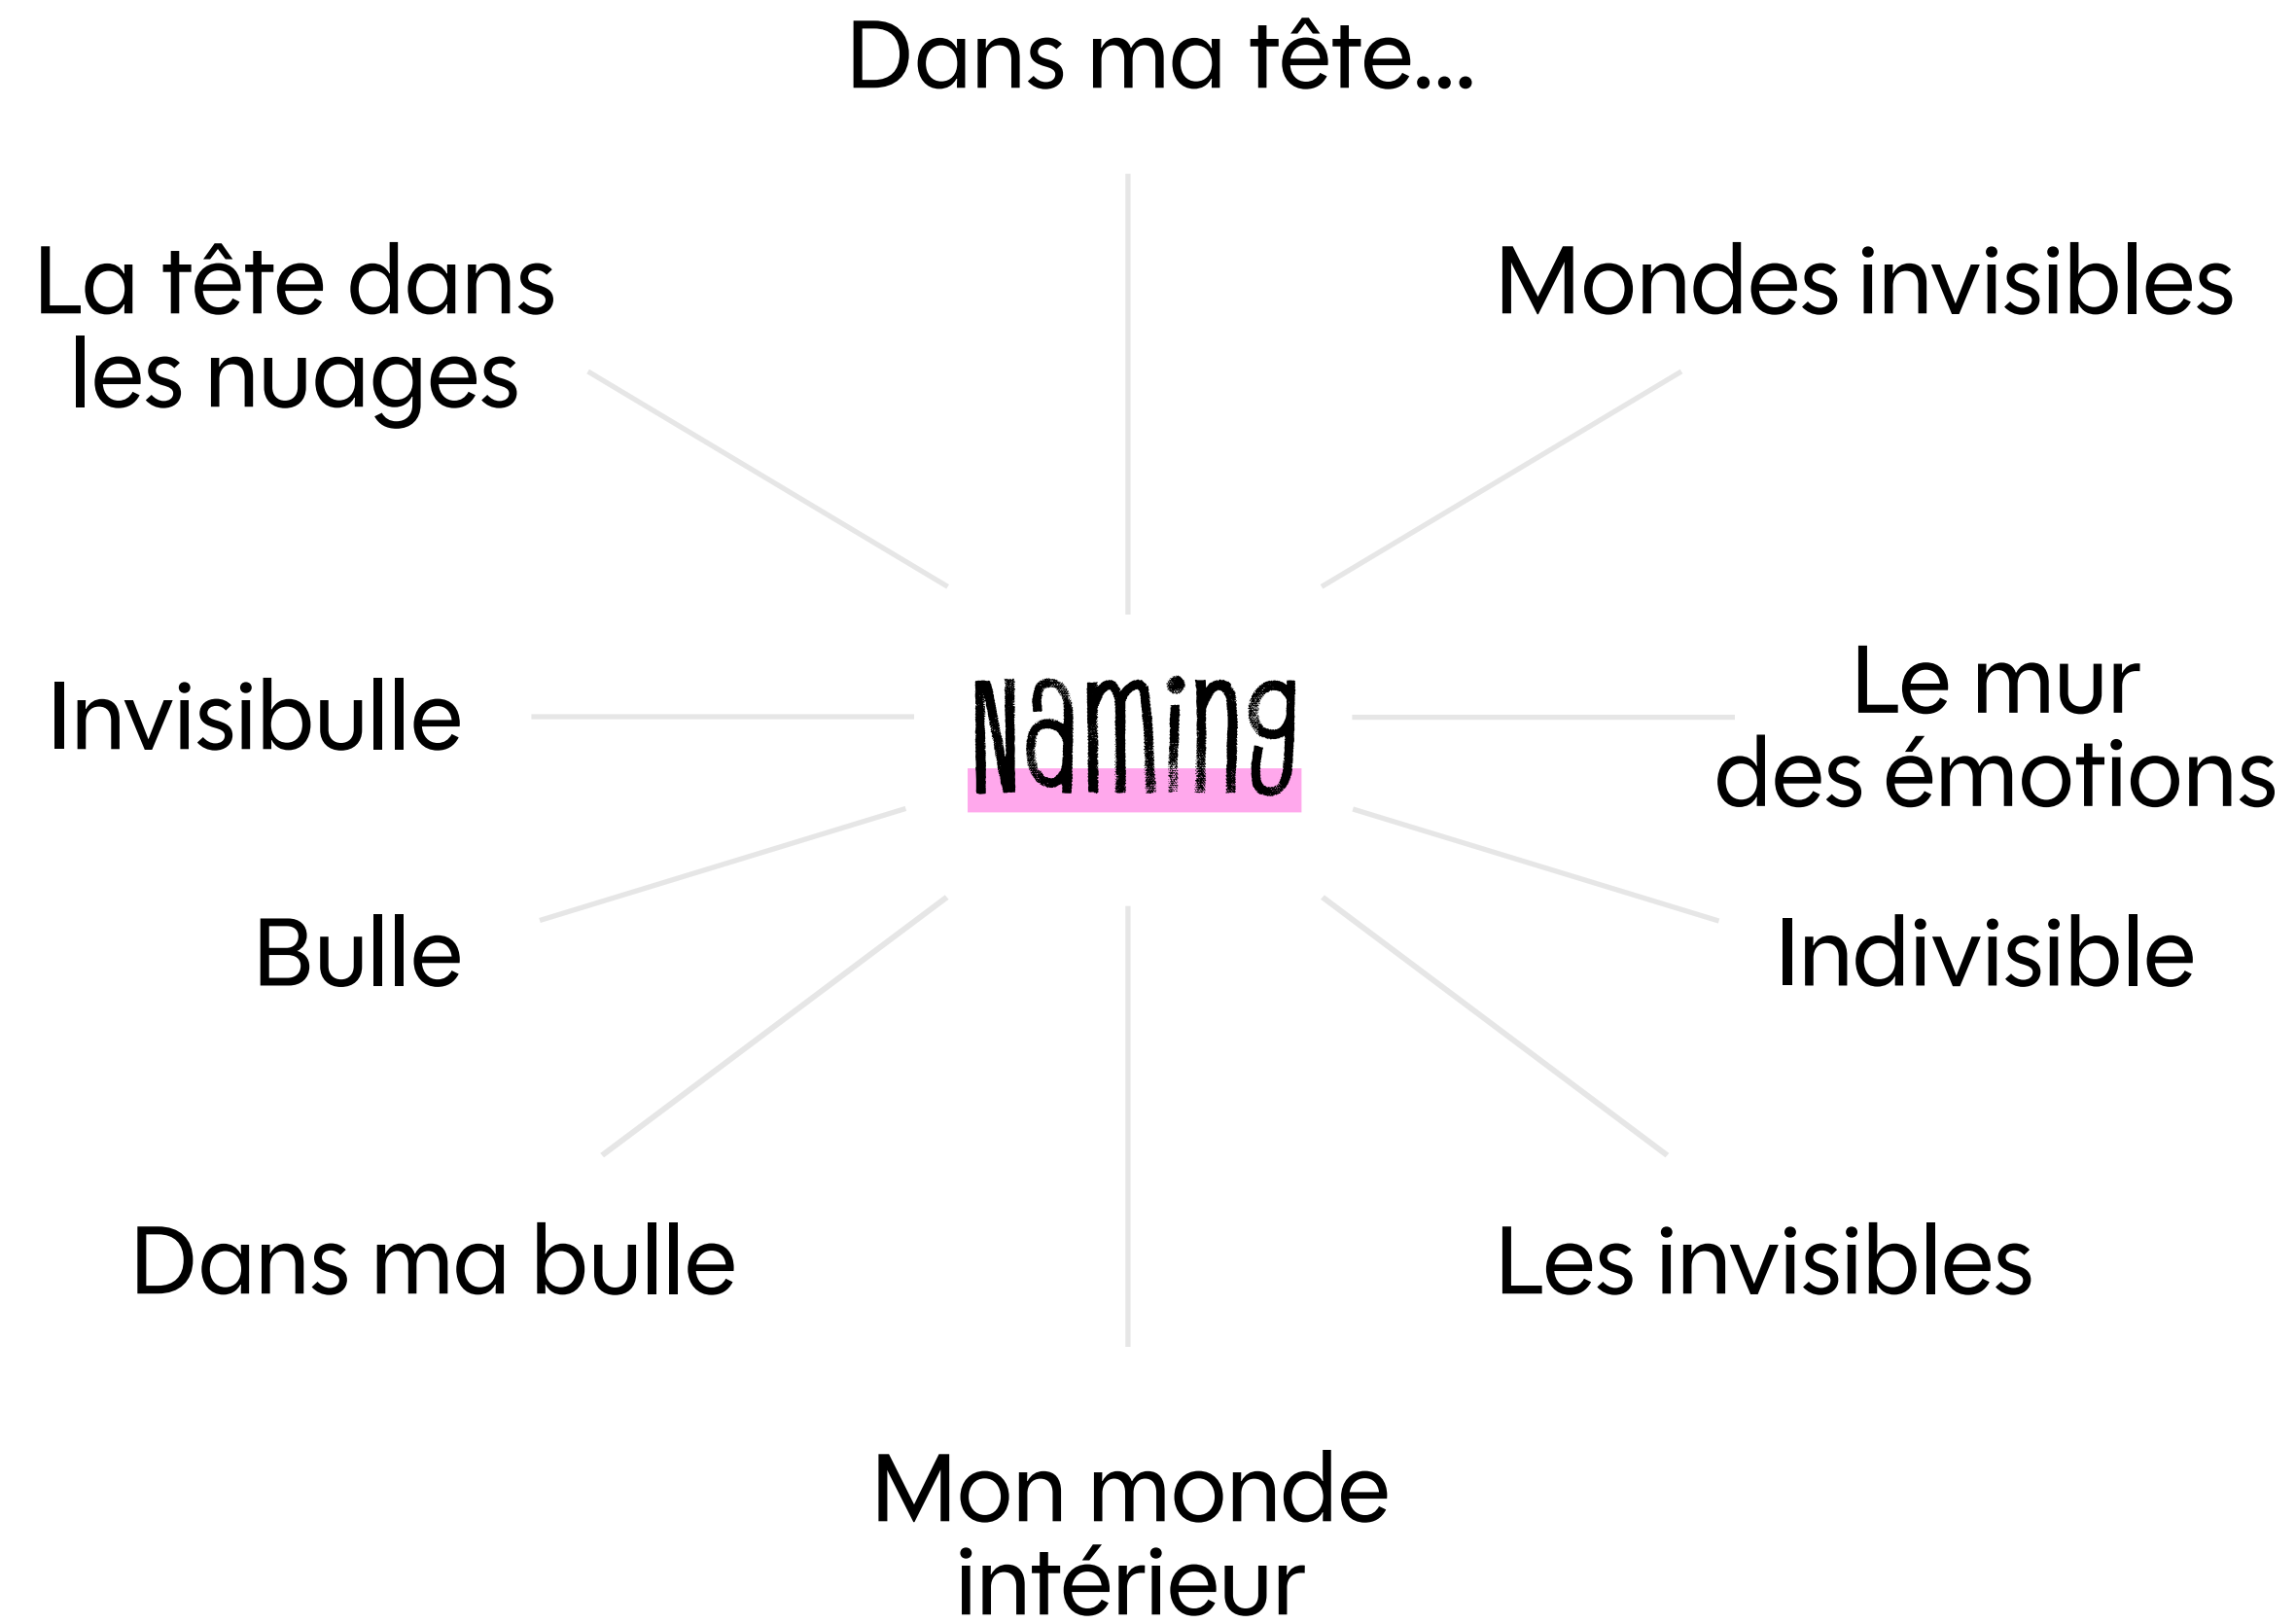 Dans ma tête...
La tête dans
les nuages
Mondes invisibles
Invisibulle
Naming
Le mur
des émotions
Bulle
Indivisible
Dans ma bulle
Les invisibles
Mon monde
intérieur